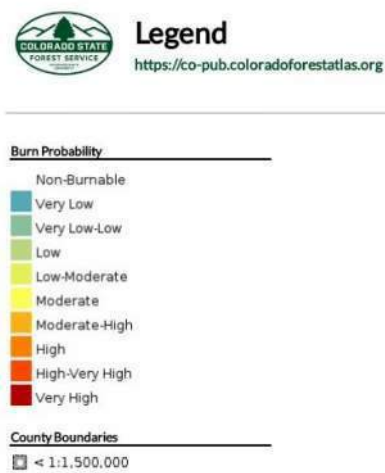 COLORADO STATE
FOREST SERVICE
Legend
https://co-pub.coloradoforestatlas.org
Burn Probability
Non-Burnable
Very Low
Very Low-Low
Low
Low-Moderate
Moderate
Moderate-High
High
High-Very High
Very High
County Boundaries
< 1:1,500,000